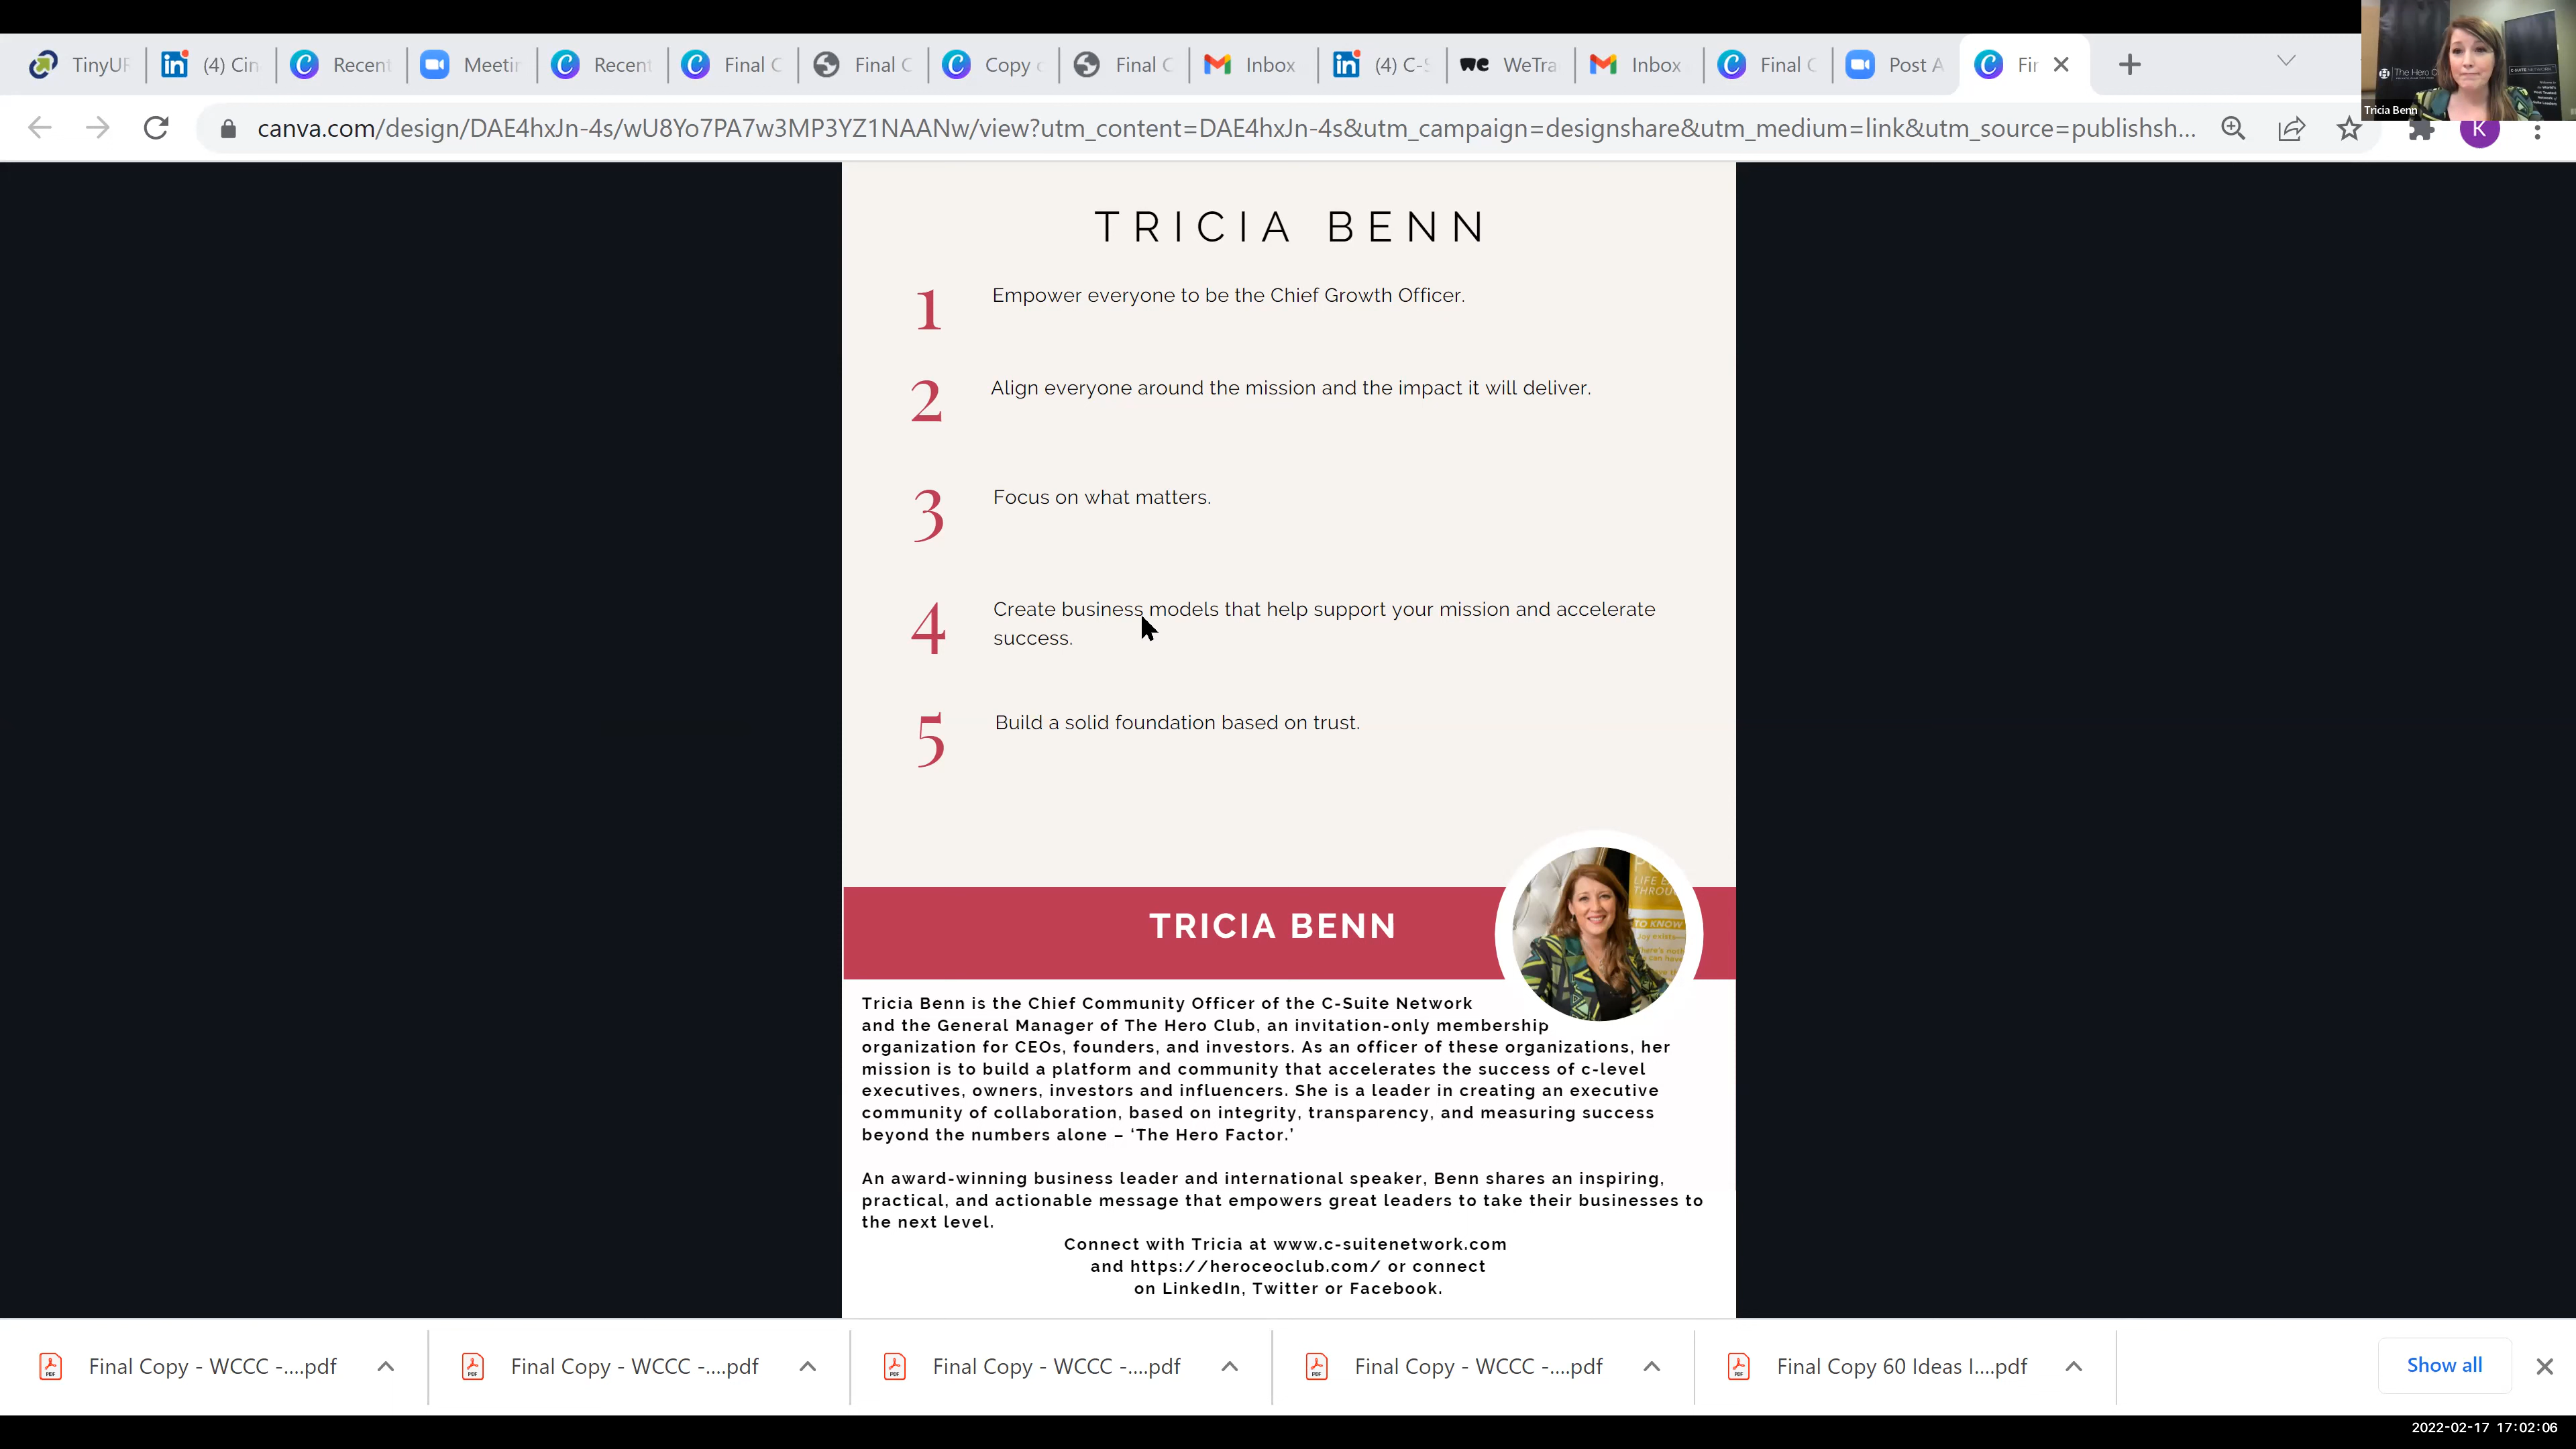 TinyUR
(4) Cin
Recent
Meetin
Recent
Final C
Final C
Copy
Final C
Inbox
(4) C-S
WeTra
Inbox
Final C
Post A
Fin
canva.com/design/DAE4hxJn-4s/wU8Yo7PA7w3MP3YZ1NAANw/view?utm_content=DAE4hxJn-4s&utm_campaign=designshare&utm_medium=link&utm_source=publishsh...
K
The Hero
Tricia Benn
TRICIA BENN
1 Empower everyone to be the Chief Growth Officer.
2 Align everyone around the mission and the impact it will deliver.
3 Focus on what matters.
4 Create business models that help support your mission and accelerate
success.
5 Build a solid foundation based on trust.
TRICIA BENN
LIFE
THROU
TO KNOW
Joy exists—
Tricia Benn is the Chief Community Officer of the C-Suite Network
and the General Manager of The Hero Club, an invitation-only membership
organization for CEOs, founders, and investors. As an officer of these organizations, her
mission is to build a platform and community that accelerates the success of c-level
executives, owners, investors and influencers. She is a leader in creating an executive
community of collaboration, based on integrity, transparency, and measuring success
beyond the numbers alone – ‘The Hero Factor.’
An award-winning business leader and international speaker, Benn shares an inspiring,
practical, and actionable message that empowers great leaders to take their businesses to
the next level.
Connect with Tricia at www.c-suitenetwork.com
and https://heroceoclub.com/ or connect
on LinkedIn, Twitter or Facebook.
Final Copy - WCCC -....pdf
Final Copy - WCCC -....pdf
Final Copy - WCCC -....pdf
Final Copy - WCCC -....pdf
Final Copy 60 Ideas I....pdf
Show all
2022-02-17 17:02:06